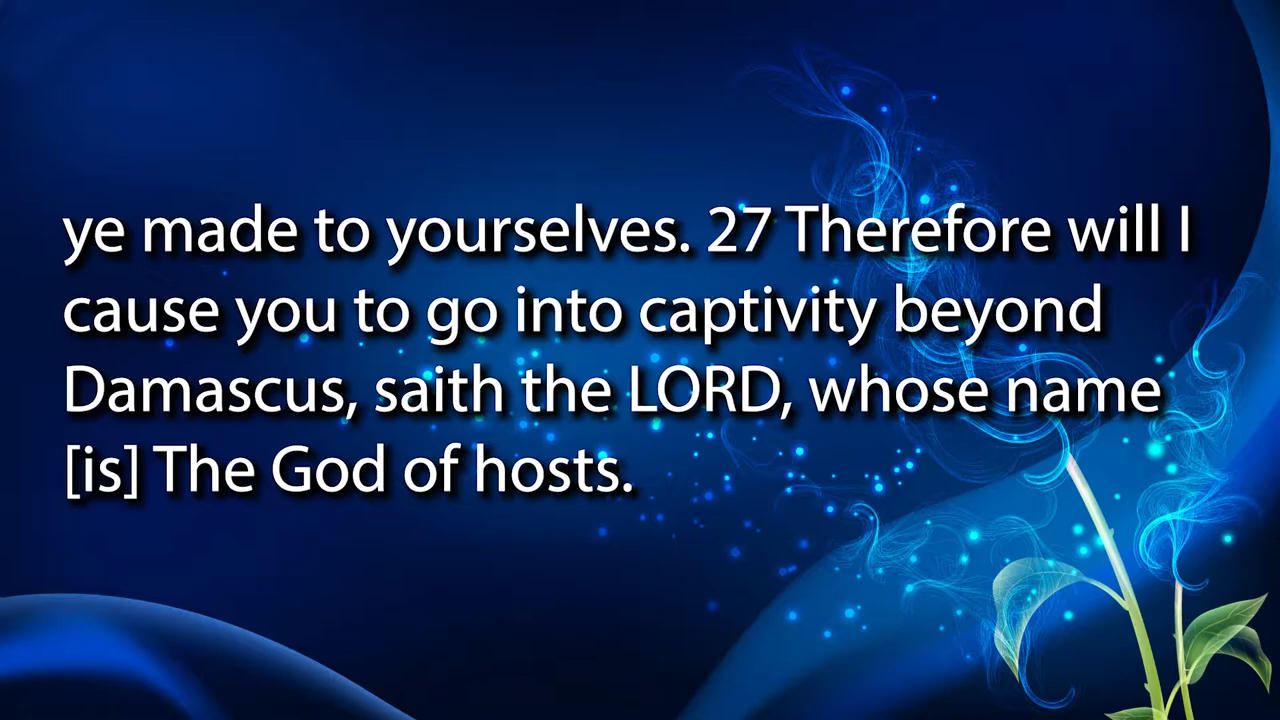 ye made to yourselves. 27 Therefore will I
cause you to go into captivity beyond
Damascus, saith the LORD, whose name
[is] The God of hosts.